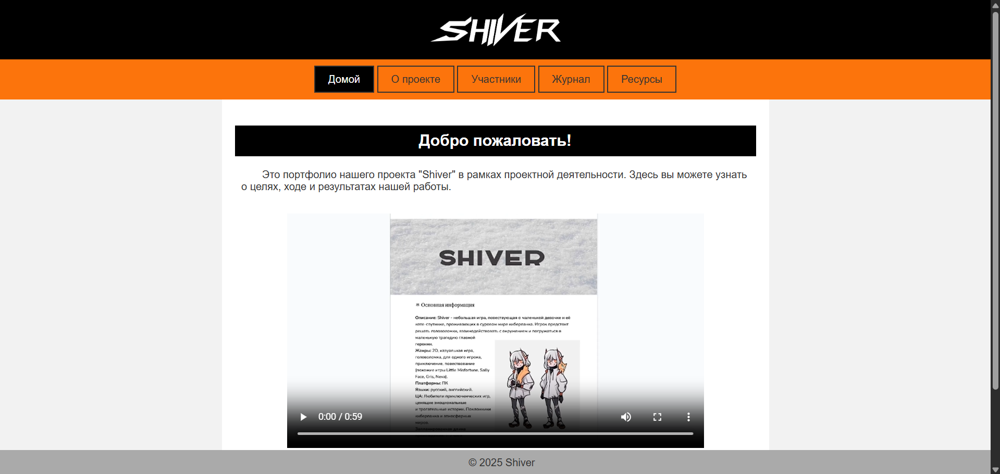 SHIVER
Домой
О проекте
Участники
Журнал
Ресурсы
Добро пожаловать!
Это портфолио нашего проекта "Shiver" в рамках проектной деятельности. Здесь вы можете узнать
о целях, ходе и результатах нашей работы.
SHIVER
Основная информация
Описание: Shiver - небольшая игра, повествующая о маленькой девочке и её
коте-спутнике, проживающих в суровом мире киберпанка. Игрок предстоит
решать головоломки, взаимодействовать с окружением и погружаться в
маленькую трагедию главной
героини.
Жанры: 2D, казуальная игра,
головоломка, для одного игрока,
приключение, повествование
(похожие игры Little Misfortune, Sally
Face, Gris, Neva).
Платформы: ПК
Языки: русский, английский.
ЦА: Любители приключенческих игр,
ценящие эмоциональные
и трогательные истории. Поклонники
киберпанка и атмосферных
миров.
Запланированная длина
0:00 / 0:59
© 2025 Shiver